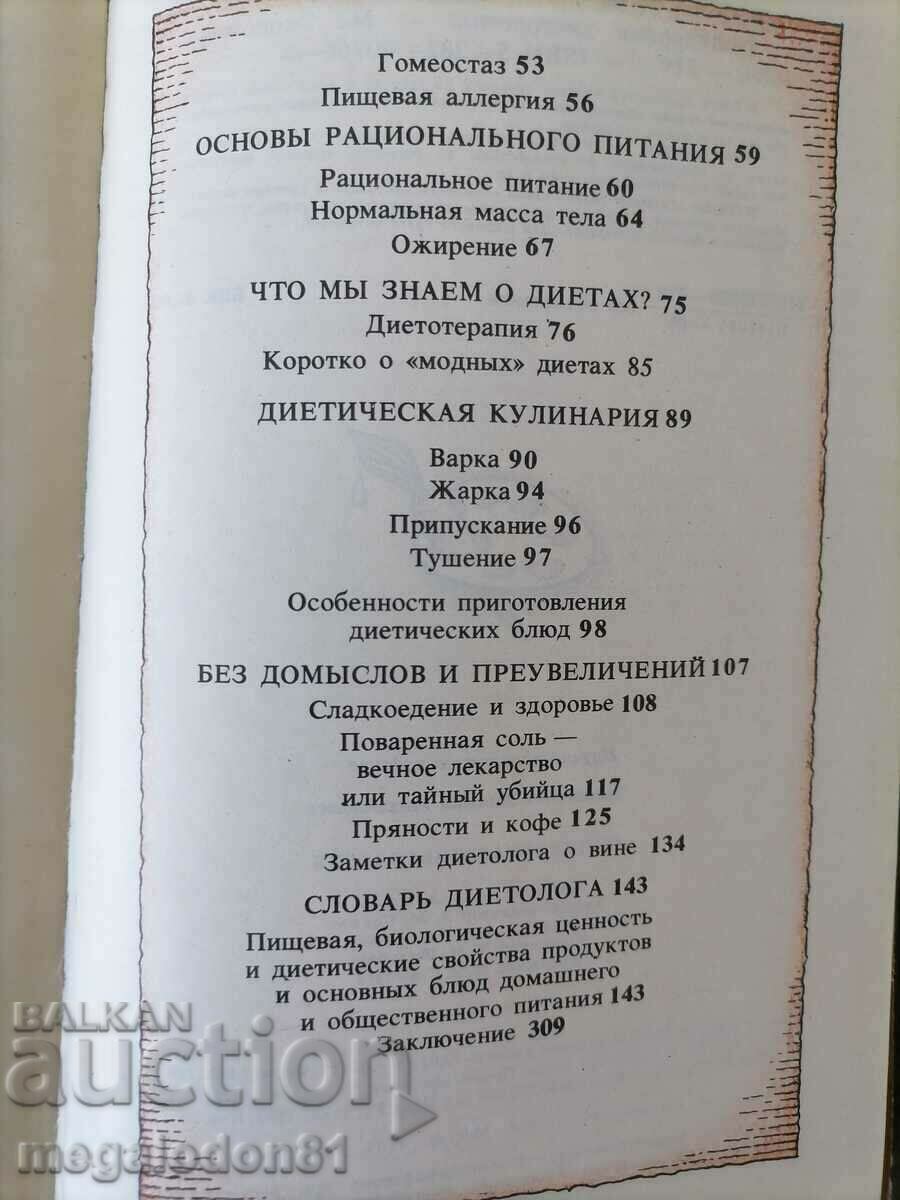 Гомеостаз 53
Пищевая аллергия 56
ОСНОВЫ РАЦИОНАЛЬНОГО ПИТАНИЯ 59
Рациональное питание 60
Нормальная масса тела 64
Ожирение 67
ЧТО МЫ ЗНАЕМ О ДИЕТАХ? 75
Диетотерапия 76
Коротко о «модных» диетах 85
ДИЕТИЧЕСКАЯ КУЛИНАРИЯ 89
Варка 90
Жарка 94
Припускание 96
Тушение 97
Особенности приготовления
диетических блюд 98
БЕЗ ДОМЫСЛОВ И ПРЕУВЕЛИЧЕНИЙ 107
Сладкоедение и здоровье 108
Поваренная соль —
вечное лекарство
или тайный убийца 117
Пряности и кофе 125
Заметки диетолога о вине 134
СЛОВАРЬ ДИЕТОЛОГА 143
Пищевая, биологическая ценность
и диетические свойства продуктов
и основных блюд домашнего
и общественного питания 143
Заключение 309
BALKAN
auction
megaledon81